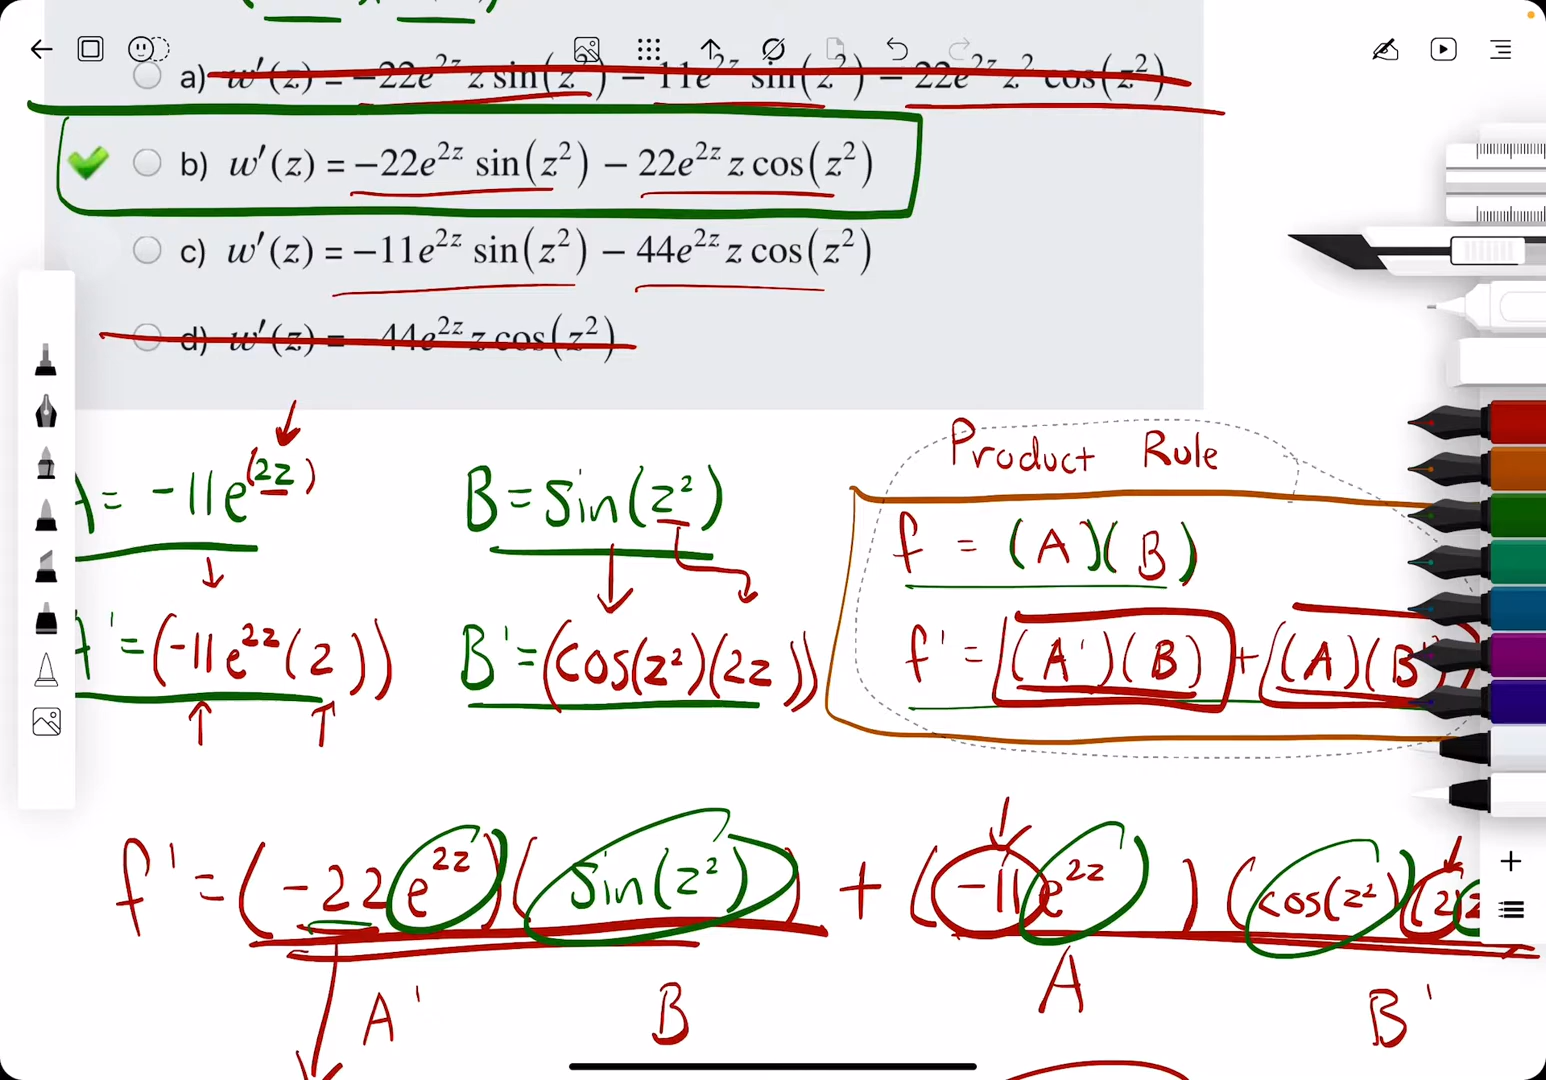 a) w′(z) = −22e^{2z} z sin(z²) − 11e^{2z} sin(z²) − 22e^{2z} z² cos(z²)
b) w′(z) = −22e^{2z} sin(z²) − 22e^{2z} z cos(z²)
c) w′(z) = −11e^{2z} sin(z²) − 44e^{2z} z cos(z²)
d) w′(z) = −44e^{2z} z cos(z²)
Product Rule
A = −11e^{(2z)}
B = Sin(z²)
f = (A)(B)
A' = (−11e^{2z}(2))
B' = (cos(z²)(2z))
f' = (A')(B) + (A)(B')
f' = (−22e^{2z})(sin(z²)) + (−11e^{2z})(cos(z²)(2)z
A' B A B'